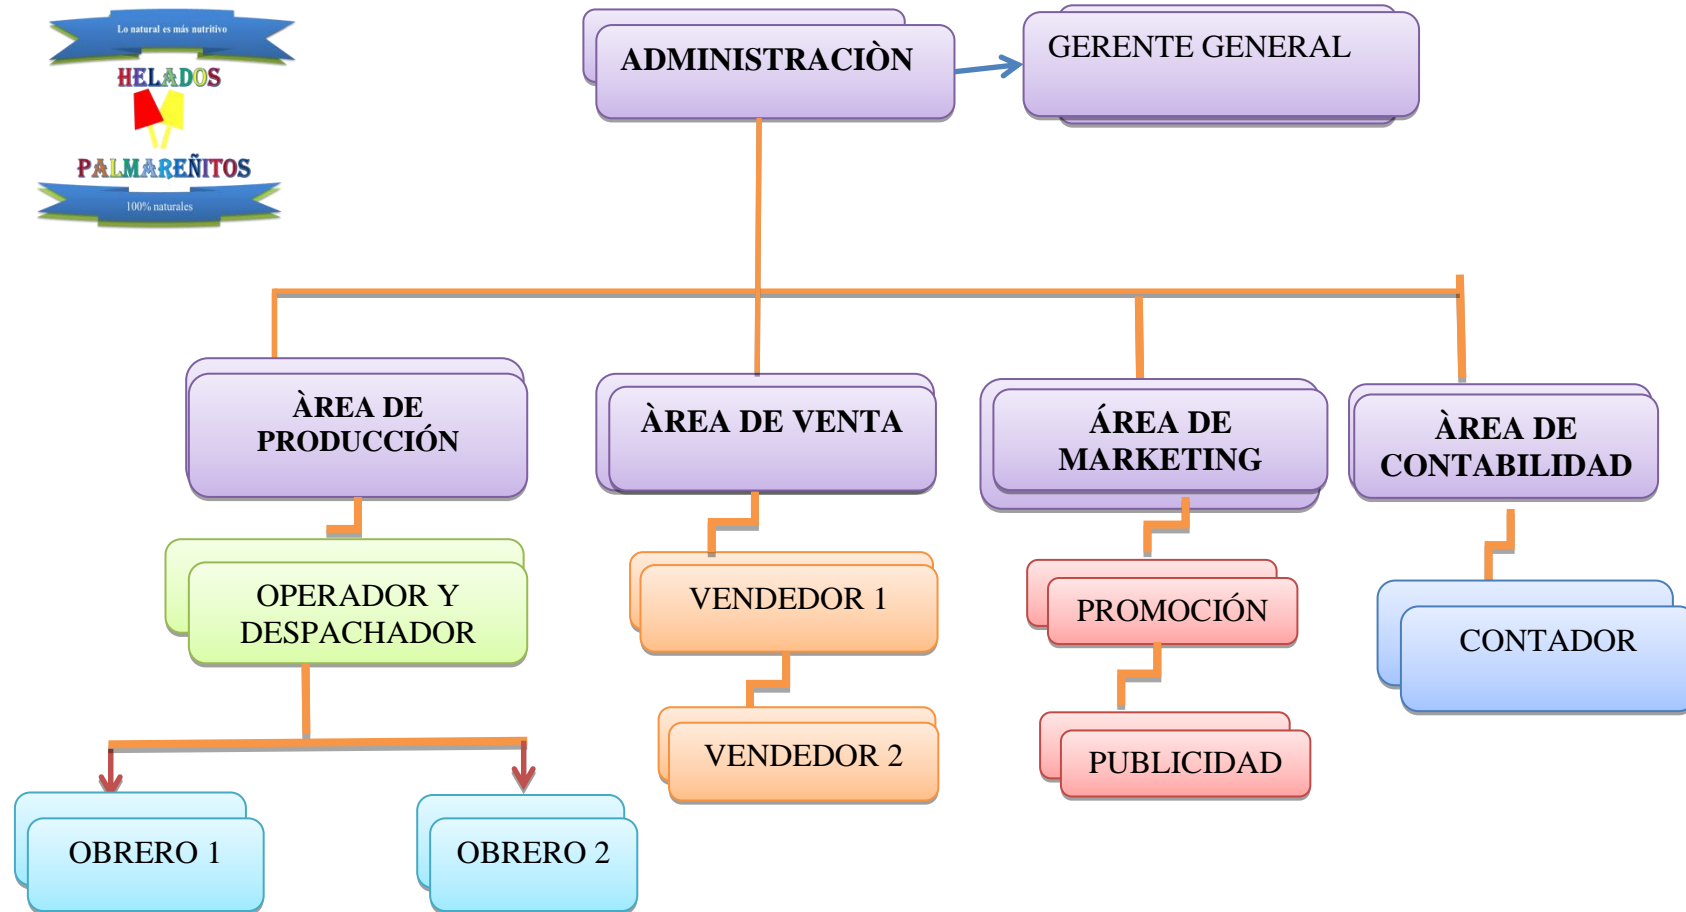 Lo natural es más nutritivo
HELADOS
PALMAREÑITOS
100% naturales
ADMINISTRACIÒN
GERENTE GENERAL
ÀREA DE
PRODUCCIÓN
ÀREA DE VENTA
ÁREA DE
MARKETING
ÀREA DE
CONTABILIDAD
OPERADOR Y
DESPACHADOR
VENDEDOR 1
PROMOCIÓN
CONTADOR
VENDEDOR 2
PUBLICIDAD
OBRERO 1
OBRERO 2